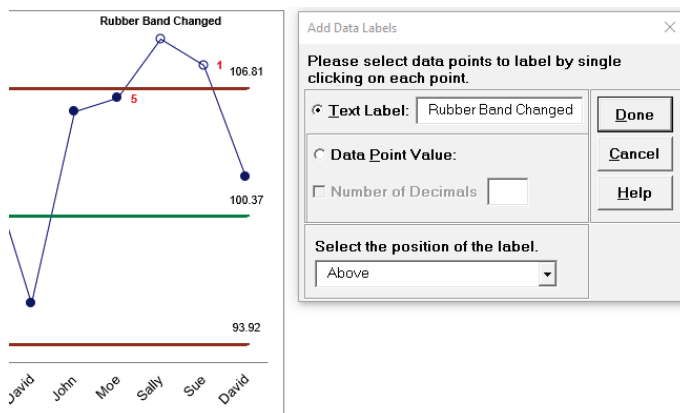 Rubber Band Changed
1
106.81
5
100.37
93.92
David
John
Moe
Sally
Sue
David
Add Data Labels
Please select data points to label by single
clicking on each point.
Text Label: Rubber Band Changed
Data Point Value:
Number of Decimals
Select the position of the label.
Above
Done
Cancel
Help